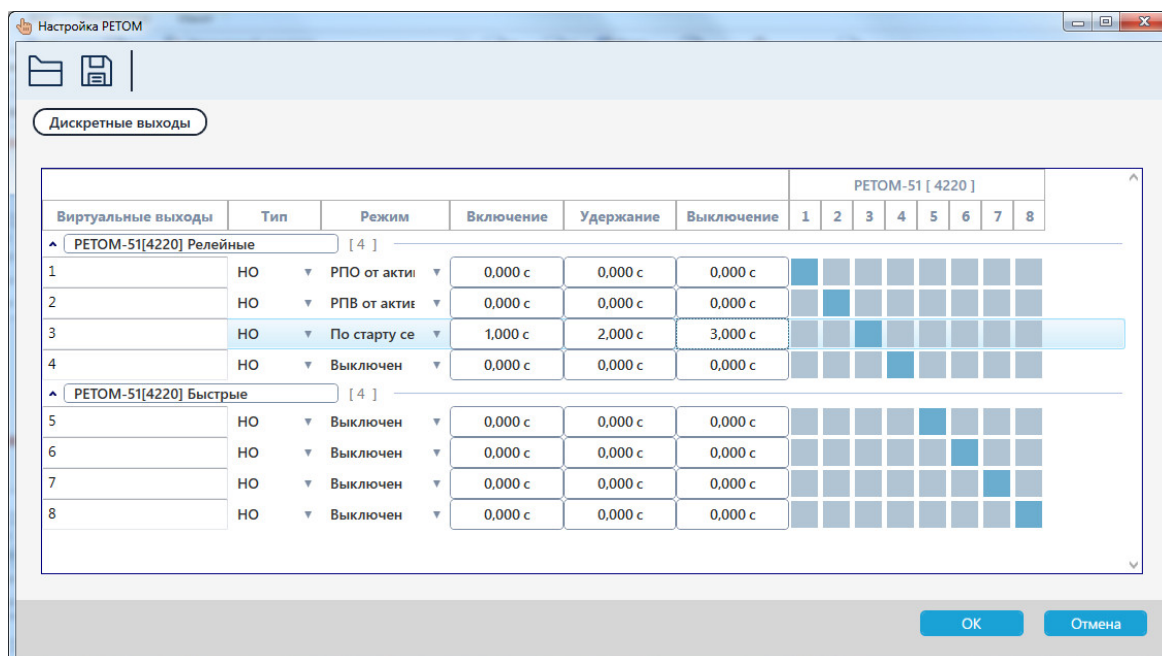 Настройка РЕТОМ
Дискретные выходы
РЕТОМ-51 [ 4220 ]
Виртуальные выходы Тип Режим Включение Удержание Выключение 1 2 3 4 5 6 7 8
РЕТОМ-51[4220] Релейные [ 4 ]
1 НО РПО от акти 0,000 с 0,000 с 0,000 с
2 НО РПВ от актив 0,000 с 0,000 с 0,000 с
3 НО По старту се 1,000 с 2,000 с 3,000 с
4 НО Выключен 0,000 с 0,000 с 0,000 с
РЕТОМ-51[4220] Быстрые [ 4 ]
5 НО Выключен 0,000 с 0,000 с 0,000 с
6 НО Выключен 0,000 с 0,000 с 0,000 с
7 НО Выключен 0,000 с 0,000 с 0,000 с
8 НО Выключен 0,000 с 0,000 с 0,000 с
OK Отмена